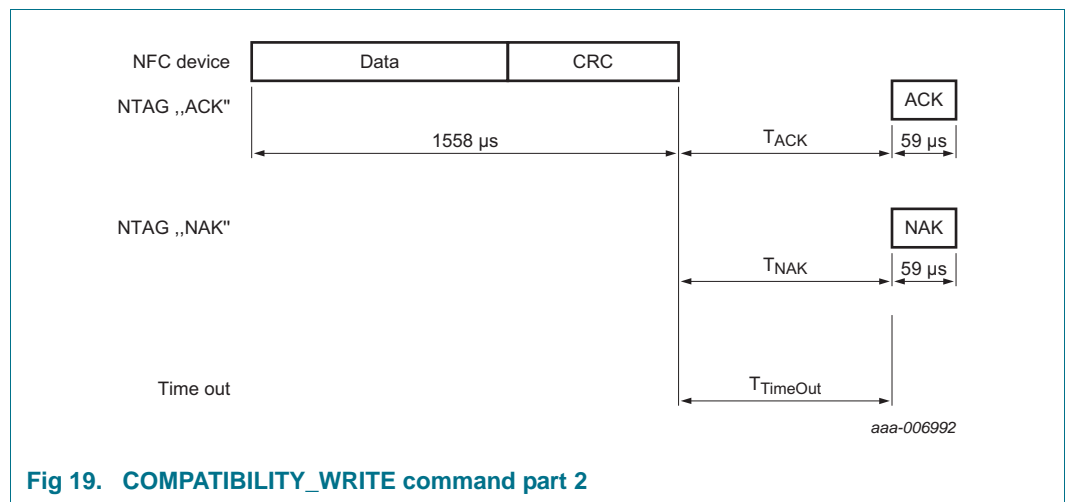 NFC device Data CRC
NTAG ,,ACK" ACK
1558 µs TACK 59 µs
NTAG ,,NAK" NAK
TNAK 59 µs
Time out TTimeOut
aaa-006992
Fig 19. COMPATIBILITY_WRITE command part 2